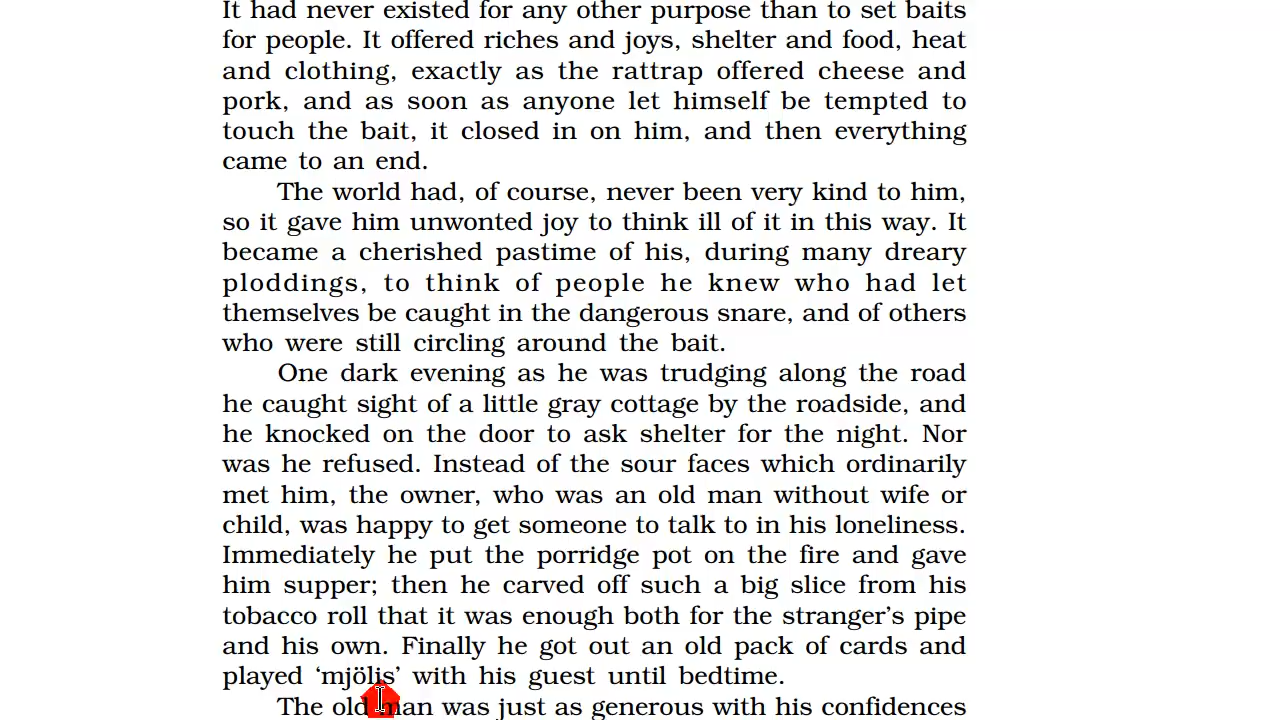 It had never existed for any other purpose than to set baits
for people. It offered riches and joys, shelter and food, heat
and clothing, exactly as the rattrap offered cheese and
pork, and as soon as anyone let himself be tempted to
touch the bait, it closed in on him, and then everything
came to an end.
The world had, of course, never been very kind to him,
so it gave him unwonted joy to think ill of it in this way. It
became a cherished pastime of his, during many dreary
ploddings, to think of people he knew who had let
themselves be caught in the dangerous snare, and of others
who were still circling around the bait.
One dark evening as he was trudging along the road
he caught sight of a little gray cottage by the roadside, and
he knocked on the door to ask shelter for the night. Nor
was he refused. Instead of the sour faces which ordinarily
met him, the owner, who was an old man without wife or
child, was happy to get someone to talk to in his loneliness.
Immediately he put the porridge pot on the fire and gave
him supper; then he carved off such a big slice from his
tobacco roll that it was enough both for the stranger’s pipe
and his own. Finally he got out an old pack of cards and
played ‘mjölis’ with his guest until bedtime.
The old man was just as generous with his confidences